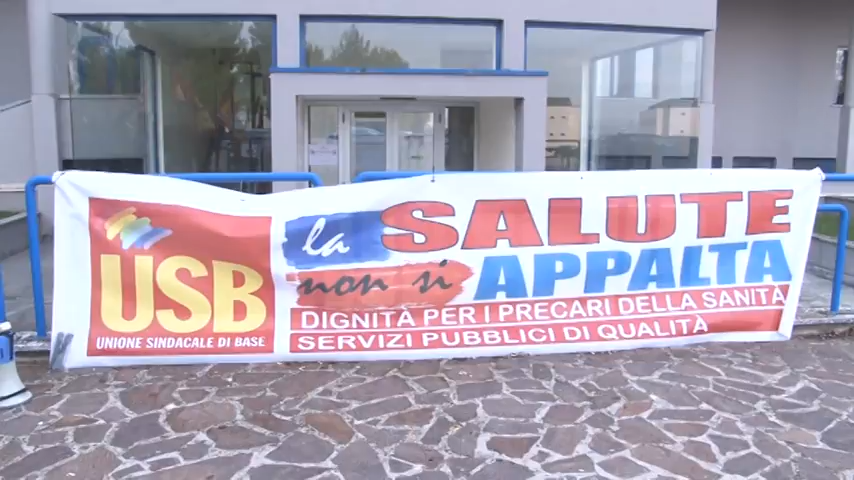 USB
UNIONE SINDACALE DI BASE
la SALUTE
non si APPALTA
DIGNITÀ PER I PRECARI DELLA SANITÀ
SERVIZI PUBBLICI DI QUALITÀ